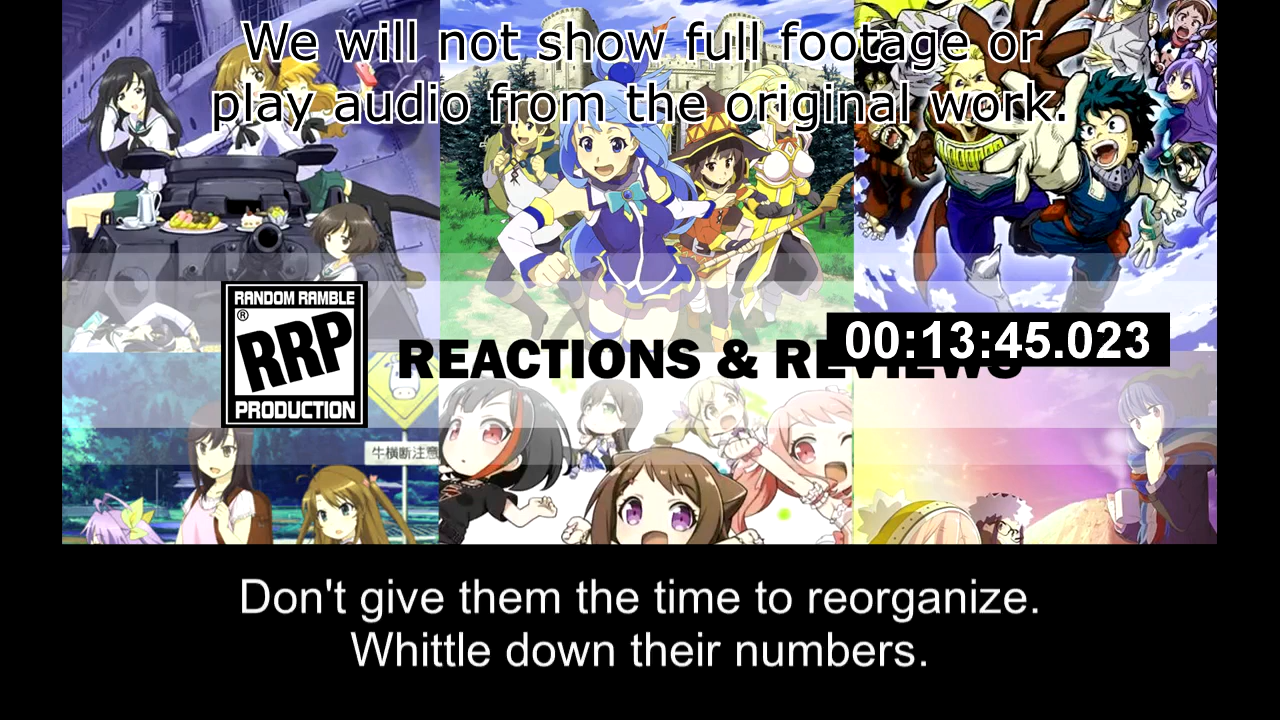 We will not show full footage or
play audio from the original work.
RANDOM RAMBLE
®
RRP
PRODUCTION
REACTIONS & REVIEWS
00:13:45.023
牛横断注意
Don't give them the time to reorganize.
Whittle down their numbers.